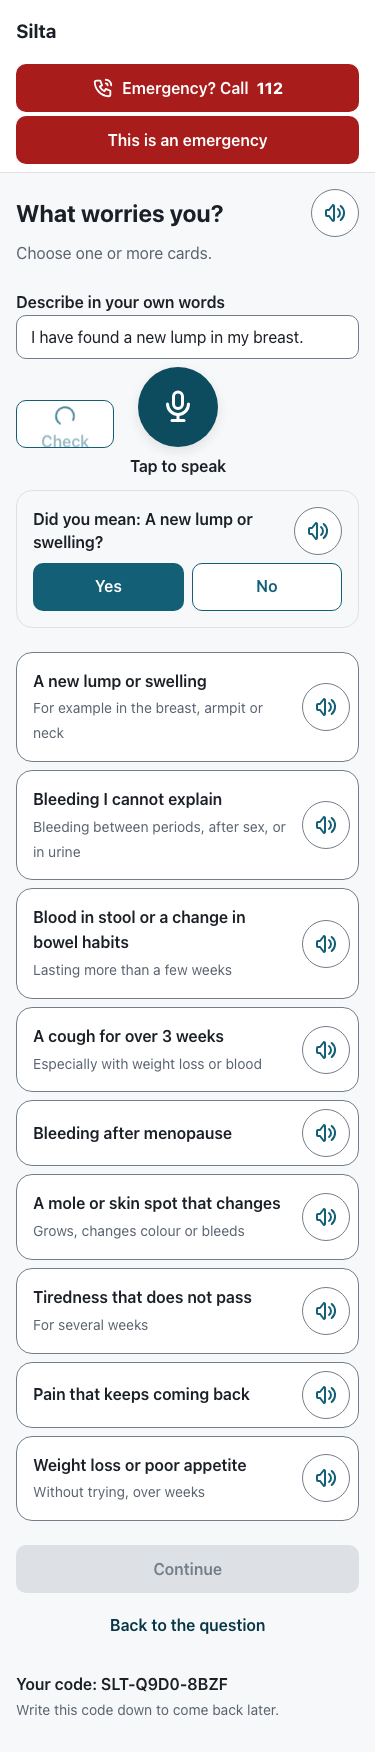 Silta
Emergency? Call 112
This is an emergency
What worries you?
Choose one or more cards.
Describe in your own words
I have found a new lump in my breast.
Check
Tap to speak
Did you mean: A new lump or
swelling?
Yes
No
A new lump or swelling
For example in the breast, armpit or
neck
Bleeding I cannot explain
Bleeding between periods, after sex, or
in urine
Blood in stool or a change in
bowel habits
Lasting more than a few weeks
A cough for over 3 weeks
Especially with weight loss or blood
Bleeding after menopause
A mole or skin spot that changes
Grows, changes colour or bleeds
Tiredness that does not pass
For several weeks
Pain that keeps coming back
Weight loss or poor appetite
Without trying, over weeks
Continue
Back to the question
Your code: SLT-Q9D0-8BZF
Write this code down to come back later.